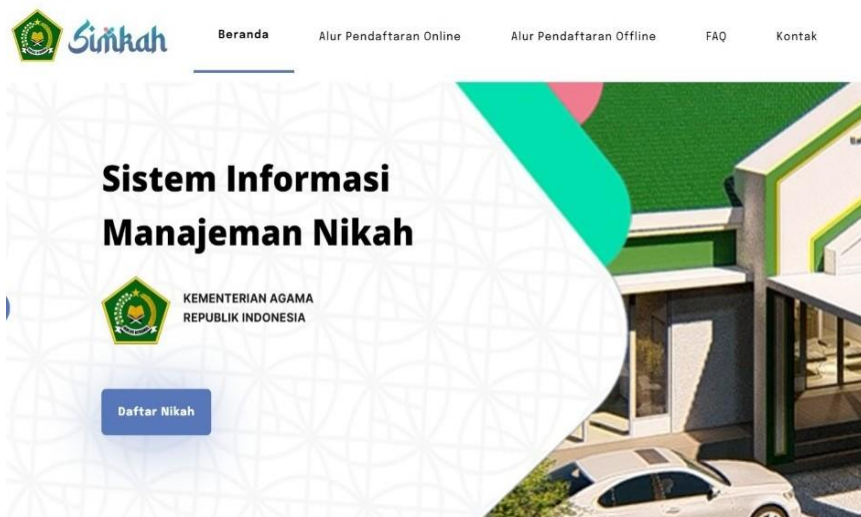 Simkah
Beranda
Alur Pendaftaran Online
Alur Pendaftaran Offline
FAQ
Kontak
Sistem Informasi
Manajeman Nikah
KEMENTERIAN AGAMA
REPUBLIK INDONESIA
Daftar Nikah